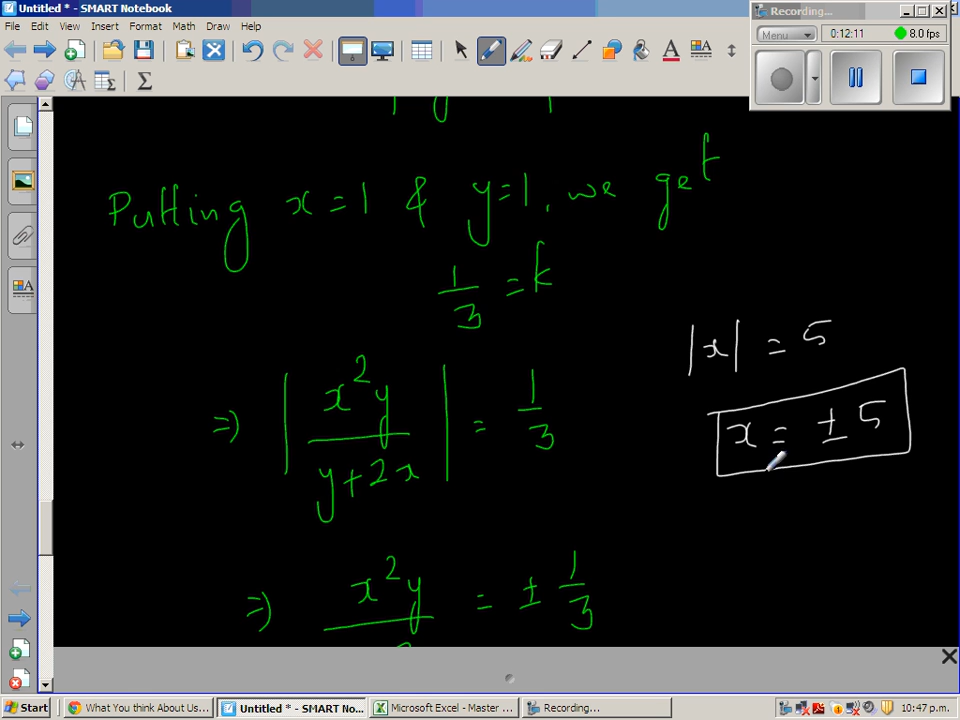 Untitled * - SMART Notebook
File Edit View Insert Format Math Draw Help
Recording...
Menu
0:12:11
8.0 fps
Putting x = 1 & y = 1, we get
1/3 = k
|x| = 5
=> |x²y / y+2x| = 1/3
x = ± 5
=> x²y = ± 1/3
Start
What You think About Us...
Untitled * - SMART No...
Microsoft Excel - Master ...
Recording...
10:47 p.m.